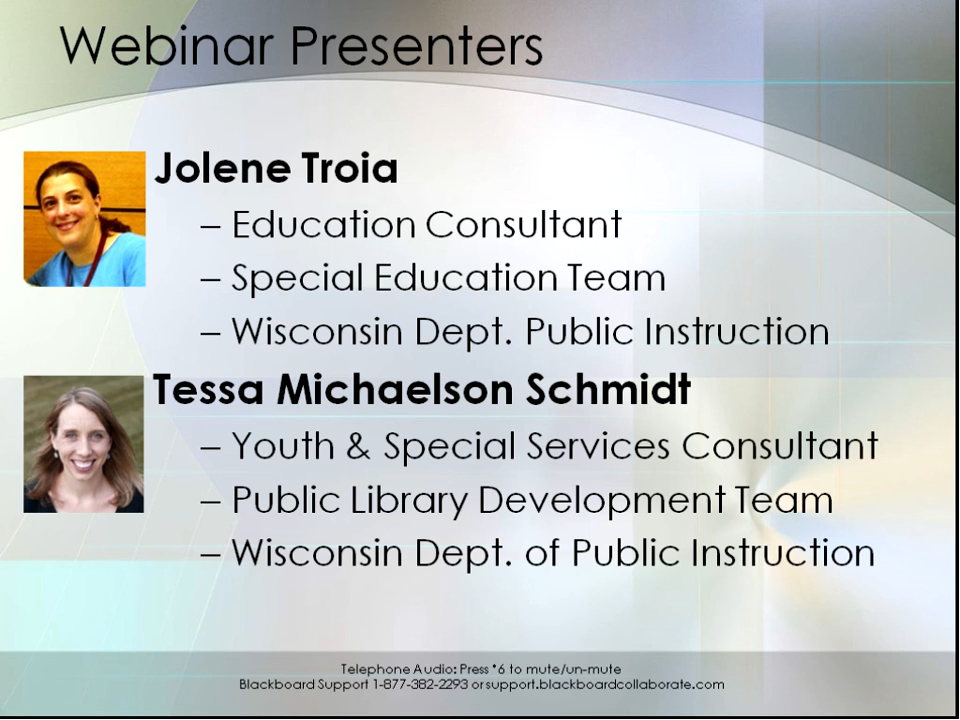 Webinar Presenters
Jolene Troia
– Education Consultant
– Special Education Team
– Wisconsin Dept. Public Instruction
Tessa Michaelson Schmidt
– Youth & Special Services Consultant
– Public Library Development Team
– Wisconsin Dept. of Public Instruction
Telephone Audio: Press *6 to mute/un-mute
Blackboard Support 1-877-382-2293 or support.blackboardcollaborate.com